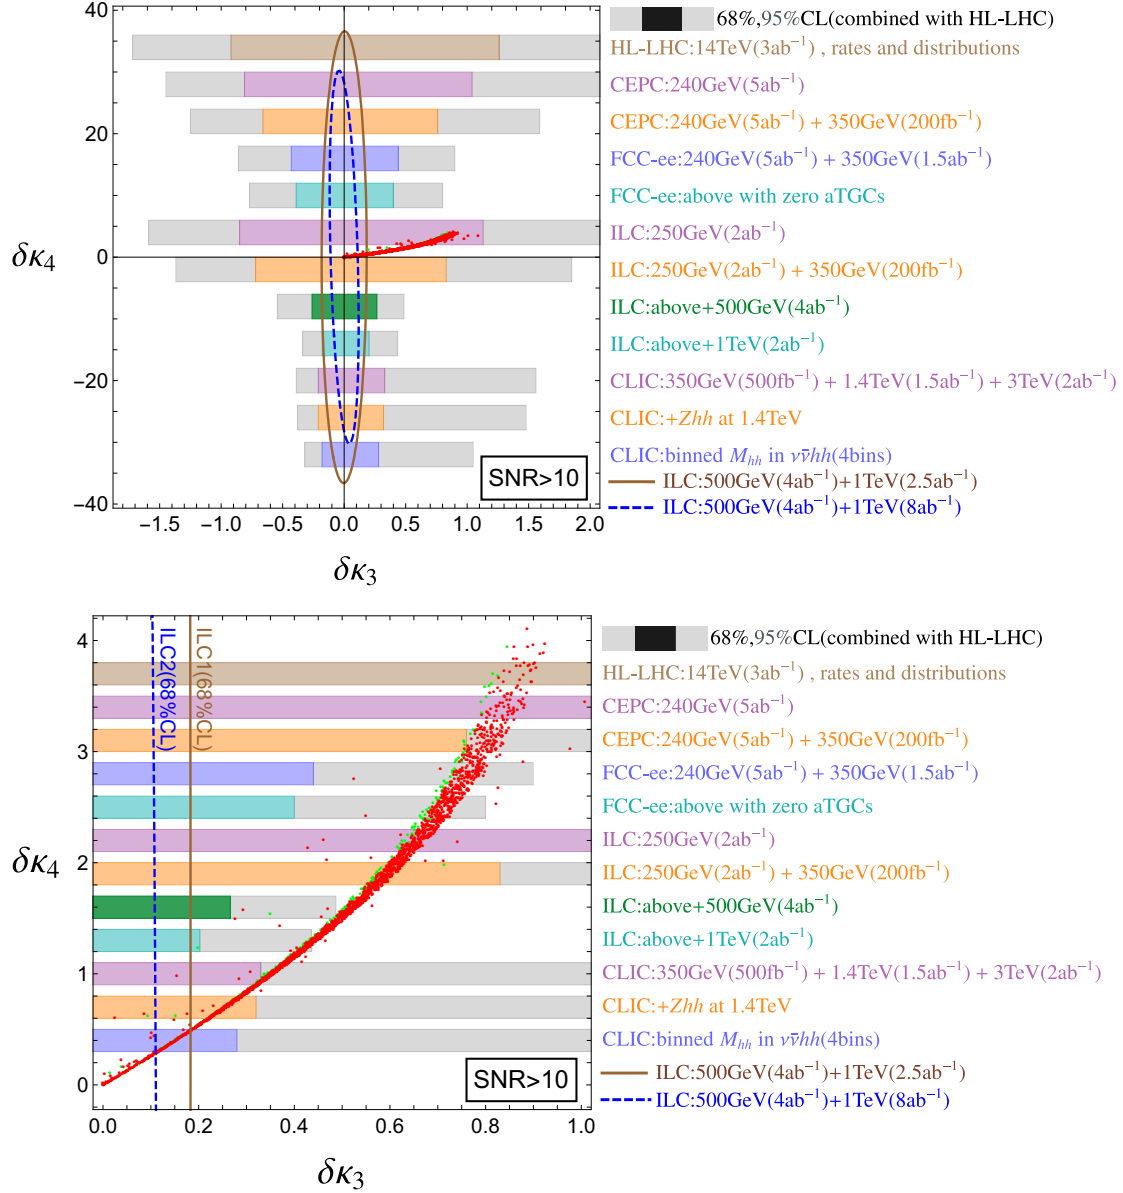 68%,95%CL(combined with HL-LHC)
HL-LHC:14TeV(3ab⁻¹) , rates and distributions
CEPC:240GeV(5ab⁻¹)
CEPC:240GeV(5ab⁻¹) + 350GeV(200fb⁻¹)
FCC-ee:240GeV(5ab⁻¹) + 350GeV(1.5ab⁻¹)
FCC-ee:above with zero aTGCs
ILC:250GeV(2ab⁻¹)
ILC:250GeV(2ab⁻¹) + 350GeV(200fb⁻¹)
ILC:above+500GeV(4ab⁻¹)
ILC:above+1TeV(2ab⁻¹)
CLIC:350GeV(500fb⁻¹) + 1.4TeV(1.5ab⁻¹) + 3TeV(2ab⁻¹)
CLIC:+Zhh at 1.4TeV
CLIC:binned M_hh in νν̄hh(4bins)
ILC:500GeV(4ab⁻¹)+1TeV(2.5ab⁻¹)
ILC:500GeV(4ab⁻¹)+1TeV(8ab⁻¹)
40
20
0
−20
−40
δκ₄
SNR>10
−1.5 −1.0 −0.5 0.0 0.5 1.0 1.5 2.0
δκ₃
68%,95%CL(combined with HL-LHC)
HL-LHC:14TeV(3ab⁻¹) , rates and distributions
CEPC:240GeV(5ab⁻¹)
CEPC:240GeV(5ab⁻¹) + 350GeV(200fb⁻¹)
FCC-ee:240GeV(5ab⁻¹) + 350GeV(1.5ab⁻¹)
FCC-ee:above with zero aTGCs
ILC:250GeV(2ab⁻¹)
ILC:250GeV(2ab⁻¹) + 350GeV(200fb⁻¹)
ILC:above+500GeV(4ab⁻¹)
ILC:above+1TeV(2ab⁻¹)
CLIC:350GeV(500fb⁻¹) + 1.4TeV(1.5ab⁻¹) + 3TeV(2ab⁻¹)
CLIC:+Zhh at 1.4TeV
CLIC:binned M_hh in νν̄hh(4bins)
ILC:500GeV(4ab⁻¹)+1TeV(2.5ab⁻¹)
ILC:500GeV(4ab⁻¹)+1TeV(8ab⁻¹)
4
3
2
1
0
δκ₄
ILC2(68%CL)
ILC1(68%CL)
SNR>10
0.0 0.2 0.4 0.6 0.8 1.0
δκ₃